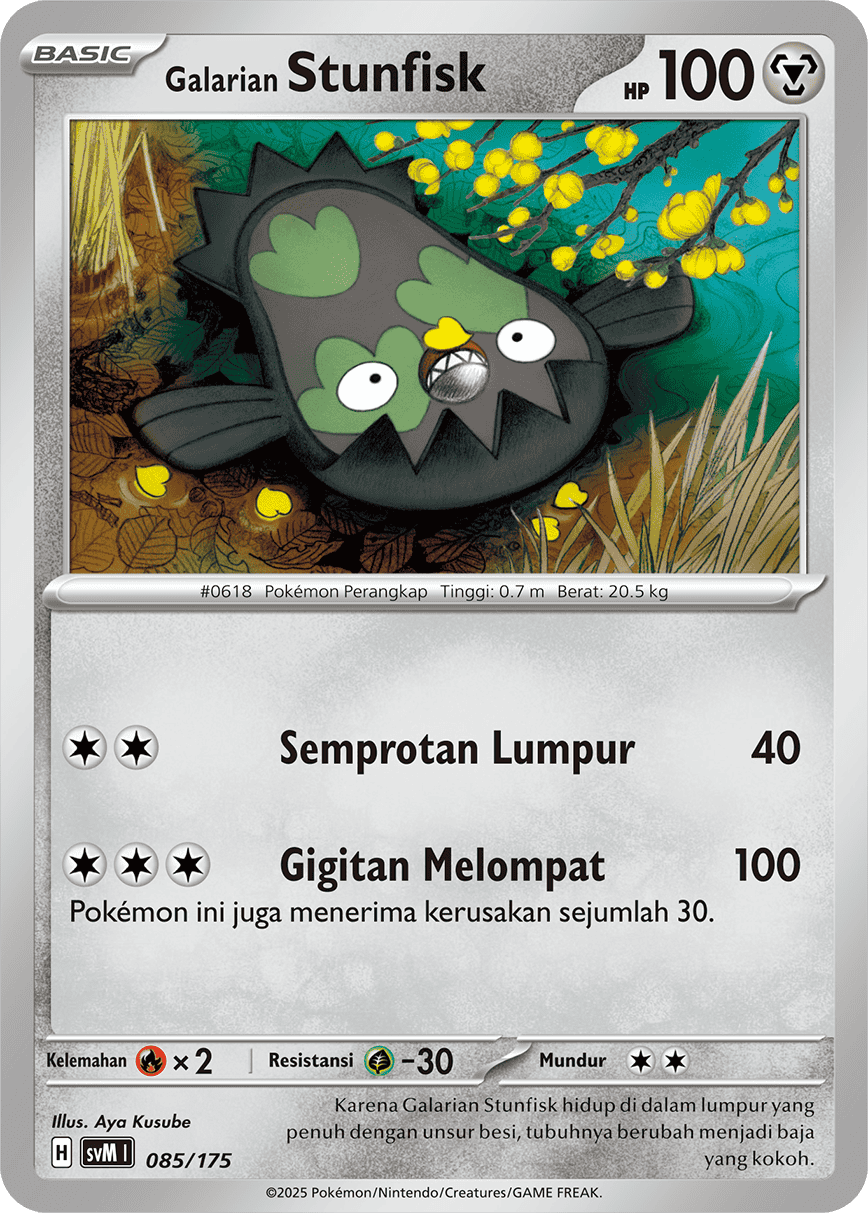 BASIC
Galarian Stunfisk
HP 100
#0618 Pokémon Perangkap Tinggi: 0.7 m Berat: 20.5 kg
Semprotan Lumpur 40
Gigitan Melompat 100
Pokémon ini juga menerima kerusakan sejumlah 30.
Kelemahan ×2 Resistansi -30 Mundur
Illus. Aya Kusube
Karena Galarian Stunfisk hidup di dalam lumpur yang
penuh dengan unsur besi, tubuhnya berubah menjadi baja
yang kokoh.
H svM I 085/175
©2025 Pokémon/Nintendo/Creatures/GAME FREAK.